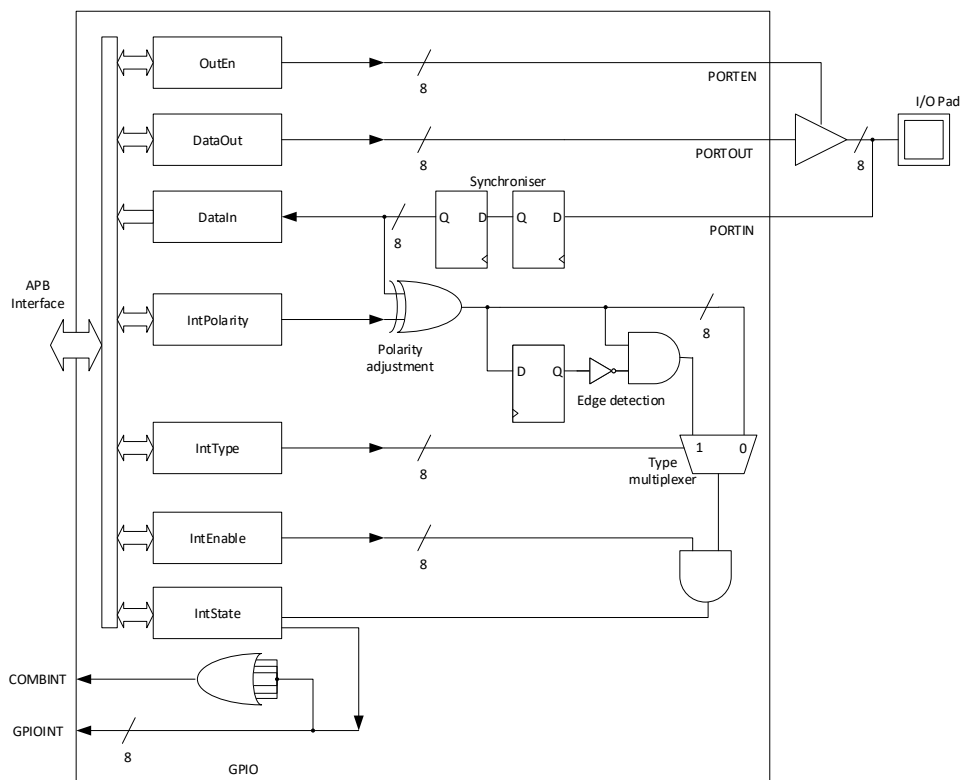 OutEn
8
PORTEN
I/O Pad
DataOut
8
PORTOUT
8
Synchroniser
DataIn
8
Q
D
Q
D
PORTIN
APB
Interface
IntPolarity
Polarity
adjustment
8
D
Q
Edge detection
IntType
8
1
0
Type
multiplexer
IntEnable
8
IntState
COMBINT
GPIOINT
8
GPIO